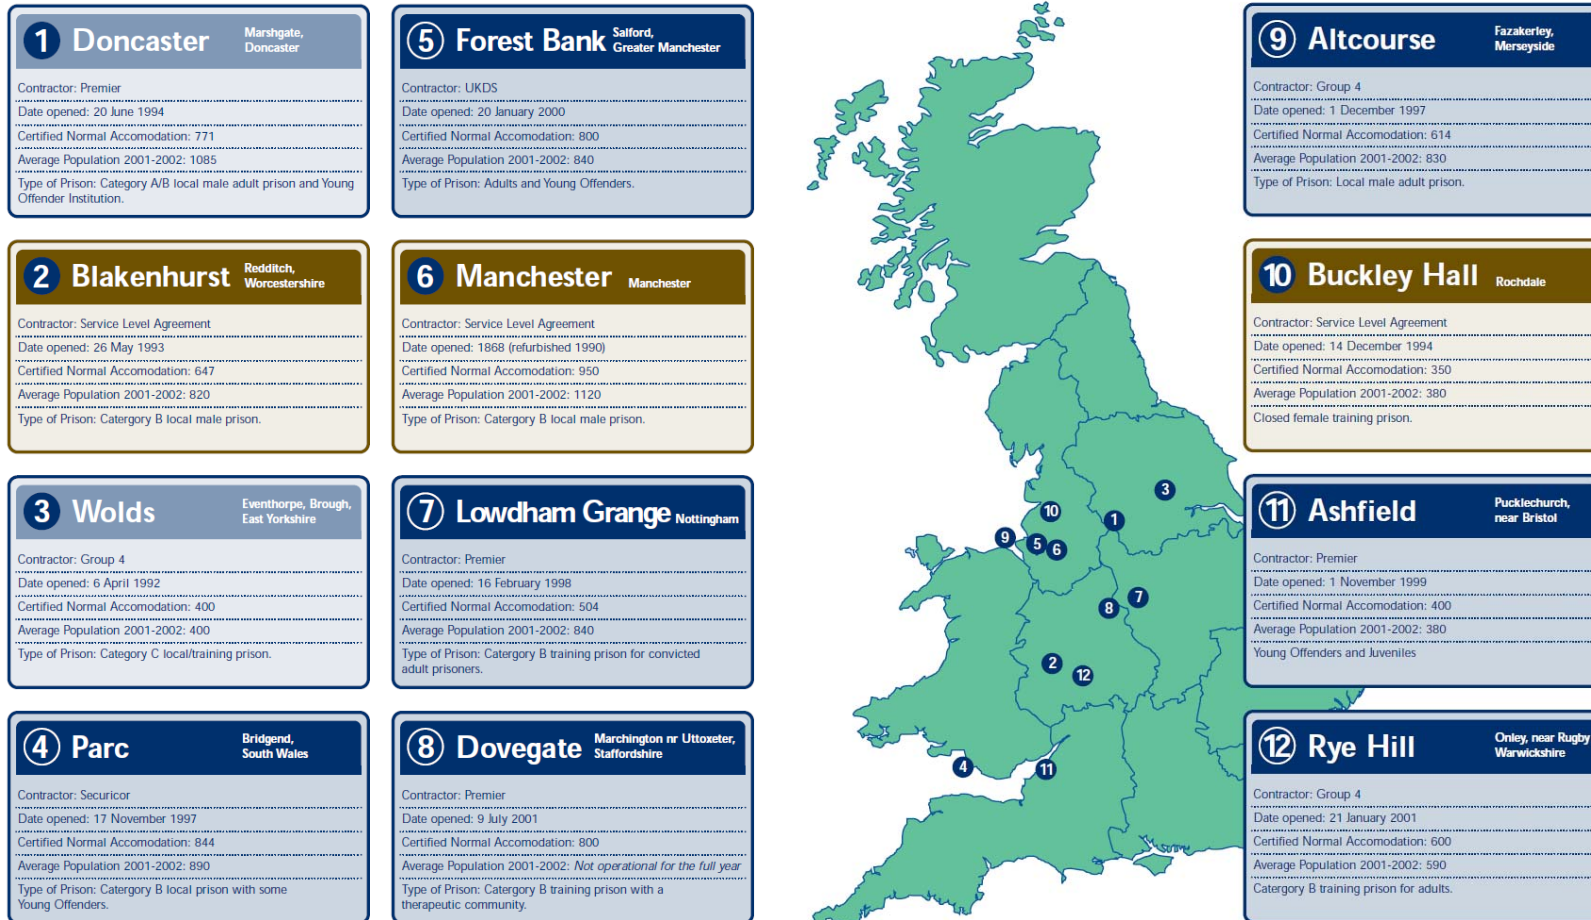 1 Doncaster Marshgate,
Doncaster
Contractor: Premier
Date opened: 20 June 1994
Certified Normal Accomodation: 771
Average Population 2001-2002: 1085
Type of Prison: Category A/B local male adult prison and Young
Offender Institution.
2 Blakenhurst Redditch,
Worcestershire
Contractor: Service Level Agreement
Date opened: 26 May 1993
Certified Normal Accomodation: 647
Average Population 2001-2002: 820
Type of Prison: Catergory B local male prison.
3 Wolds Eventhorpe, Brough,
East Yorkshire
Contractor: Group 4
Date opened: 6 April 1992
Certified Normal Accomodation: 400
Average Population 2001-2002: 400
Type of Prison: Category C local/training prison.
4 Parc Bridgend,
South Wales
Contractor: Securicor
Date opened: 17 November 1997
Certified Normal Accomodation: 844
Average Population 2001-2002: 890
Type of Prison: Catergory B local prison with some
Young Offenders.
5 Forest Bank Salford,
Greater Manchester
Contractor: UKDS
Date opened: 20 January 2000
Certified Normal Accomodation: 800
Average Population 2001-2002: 840
Type of Prison: Adults and Young Offenders.
6 Manchester Manchester
Contractor: Service Level Agreement
Date opened: 1868 (refurbished 1990)
Certified Normal Accomodation: 950
Average Population 2001-2002: 1120
Type of Prison: Catergory B local male prison.
7 Lowdham Grange Nottingham
Contractor: Premier
Date opened: 16 February 1998
Certified Normal Accomodation: 504
Average Population 2001-2002: 840
Type of Prison: Catergory B training prison for convicted
adult prisoners.
8 Dovegate Marchington nr Uttoxeter,
Staffordshire
Contractor: Premier
Date opened: 9 July 2001
Certified Normal Accomodation: 800
Average Population 2001-2002: Not operational for the full year
Type of Prison: Catergory B training prison with a
therapeutic community.
3
10
1
9
5
6
7
8
2
12
4
11
9 Altcourse Fazakerley,
Merseyside
Contractor: Group 4
Date opened: 1 December 1997
Certified Normal Accomodation: 614
Average Population 2001-2002: 830
Type of Prison: Local male adult prison.
10 Buckley Hall Rochdale
Contractor: Service Level Agreement
Date opened: 14 December 1994
Certified Normal Accomodation: 350
Average Population 2001-2002: 380
Closed female training prison.
11 Ashfield Pucklechurch,
near Bristol
Contractor: Premier
Date opened: 1 November 1999
Certified Normal Accomodation: 400
Average Population 2001-2002: 380
Young Offenders and Juveniles
12 Rye Hill Onley, near Rugby
Warwickshire
Contractor: Group 4
Date opened: 21 January 2001
Certified Normal Accomodation: 600
Average Population 2001-2002: 590
Catergory B training prison for adults.